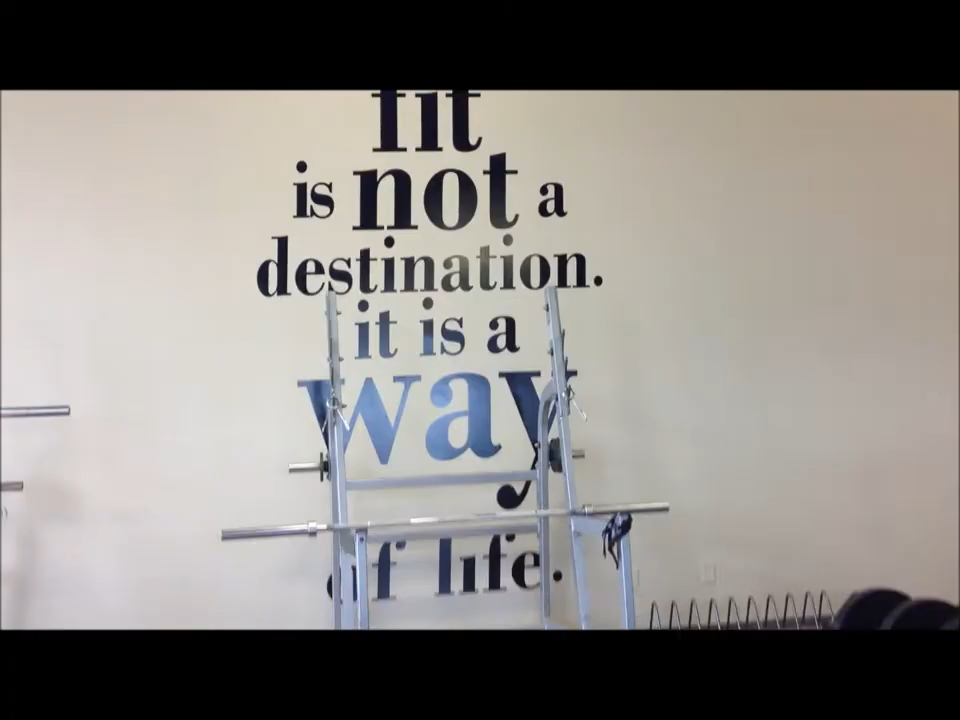 fit
is not a
destination.
it is a
way
of life.